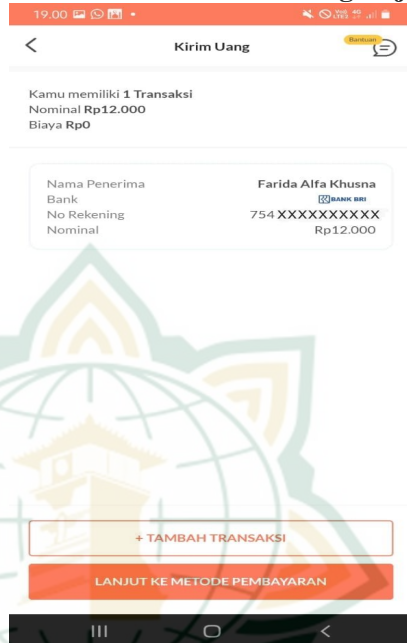 19.00
Kirim Uang
Bantuan
Kamu memiliki 1 Transaksi
Nominal Rp12.000
Biaya Rp0
Nama Penerima Farida Alfa Khusna
Bank BANK BRI
No Rekening 754 XXXXXXXXXX
Nominal Rp12.000
+ TAMBAH TRANSAKSI
LANJUT KE METODE PEMBAYARAN